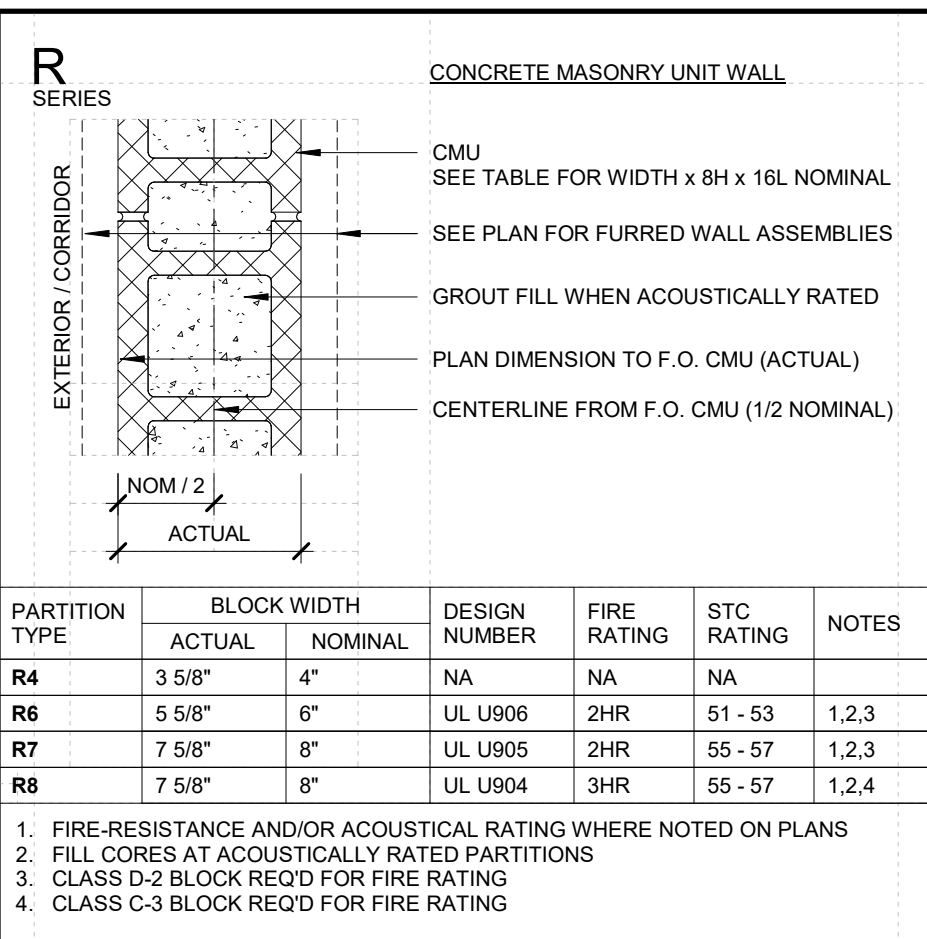 R
SERIES
CONCRETE MASONRY UNIT WALL
EXTERIOR / CORRIDOR
CMU
SEE TABLE FOR WIDTH x 8H x 16L NOMINAL
SEE PLAN FOR FURRED WALL ASSEMBLIES
GROUT FILL WHEN ACOUSTICALLY RATED
PLAN DIMENSION TO F.O. CMU (ACTUAL)
CENTERLINE FROM F.O. CMU (1/2 NOMINAL)
NOM / 2
ACTUAL
PARTITION TYPE BLOCK WIDTH DESIGN NUMBER FIRE RATING STC RATING NOTES
ACTUAL NOMINAL
R4 3 5/8" 4" NA NA NA
R6 5 5/8" 6" UL U906 2HR 51 - 53 1,2,3
R7 7 5/8" 8" UL U905 2HR 55 - 57 1,2,3
R8 7 5/8" 8" UL U904 3HR 55 - 57 1,2,4
1. FIRE-RESISTANCE AND/OR ACOUSTICAL RATING WHERE NOTED ON PLANS
2. FILL CORES AT ACOUSTICALLY RATED PARTITIONS
3. CLASS D-2 BLOCK REQ'D FOR FIRE RATING
4. CLASS C-3 BLOCK REQ'D FOR FIRE RATING